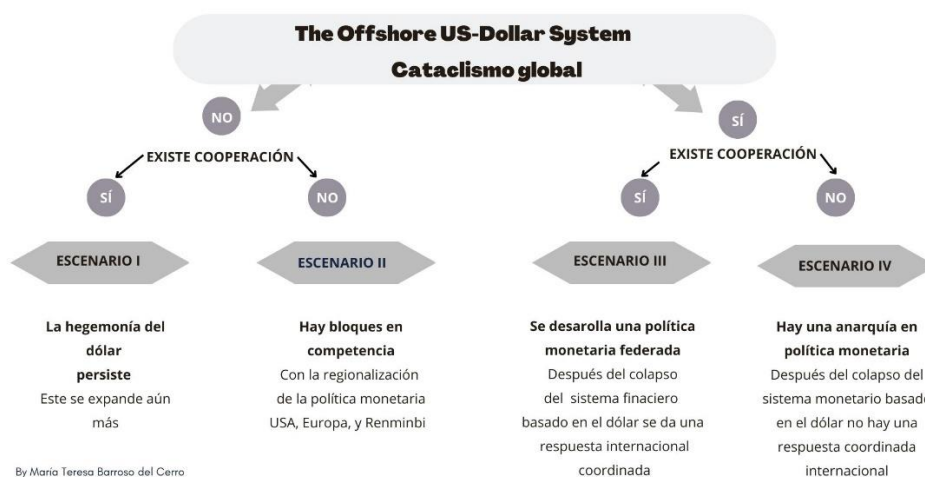 The Offshore US-Dollar System
Cataclismo global
NO
SÍ
EXISTE COOPERACIÓN
EXISTE COOPERACIÓN
SÍ
NO
SÍ
NO
ESCENARIO I
ESCENARIO II
ESCENARIO III
ESCENARIO IV
La hegemonía del
dólar
persiste
Este se expande aún
más
Hay bloques en
competencia
Con la regionalización
de la política monetaria
USA, Europa, y Renminbi
Se desarolla una política
monetaria federada
Después del colapso
del sistema finaciero
basado en el dólar se da una
respuesta internacional
coordinada
Hay una anarquía en
política monetaria
Después del colapso del
sistema monetario basado
en el dólar no hay una
respuesta coordinada
internacional
By María Teresa Barroso del Cerro